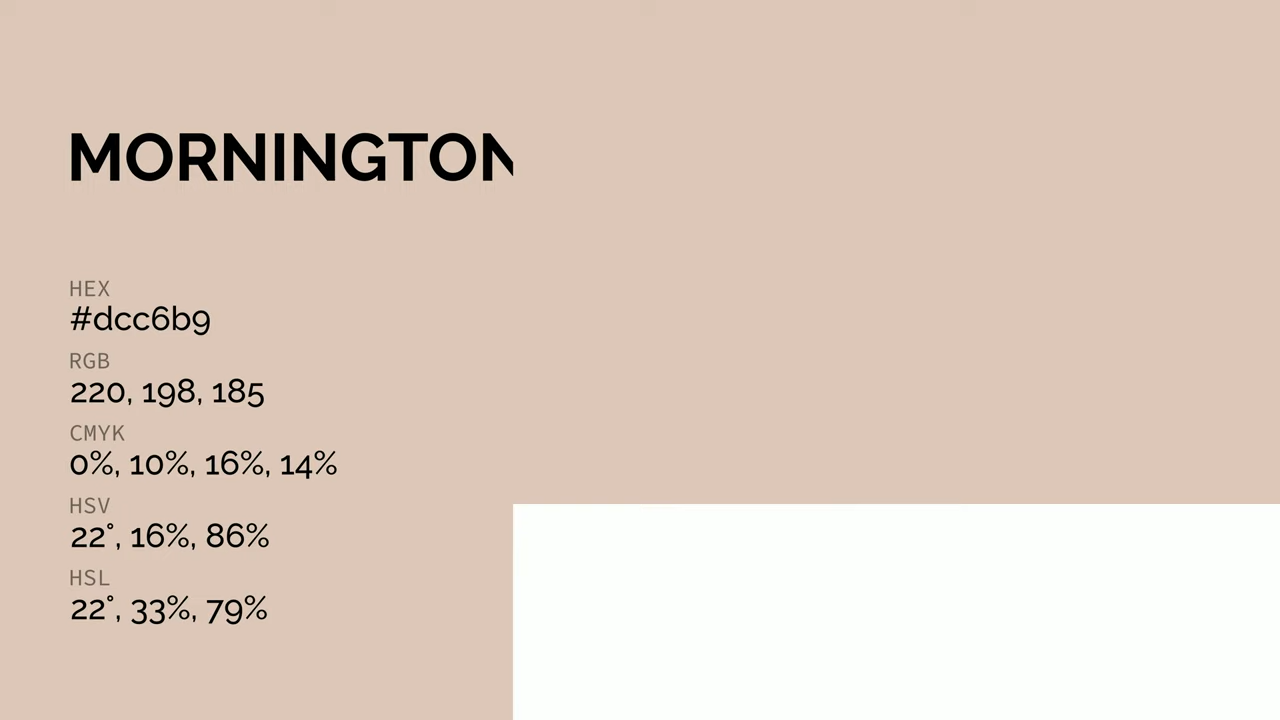 MORNINGTON
HEX
#dcc6b9
RGB
220, 198, 185
CMYK
0%, 10%, 16%, 14%
HSV
22°, 16%, 86%
HSL
22°, 33%, 79%